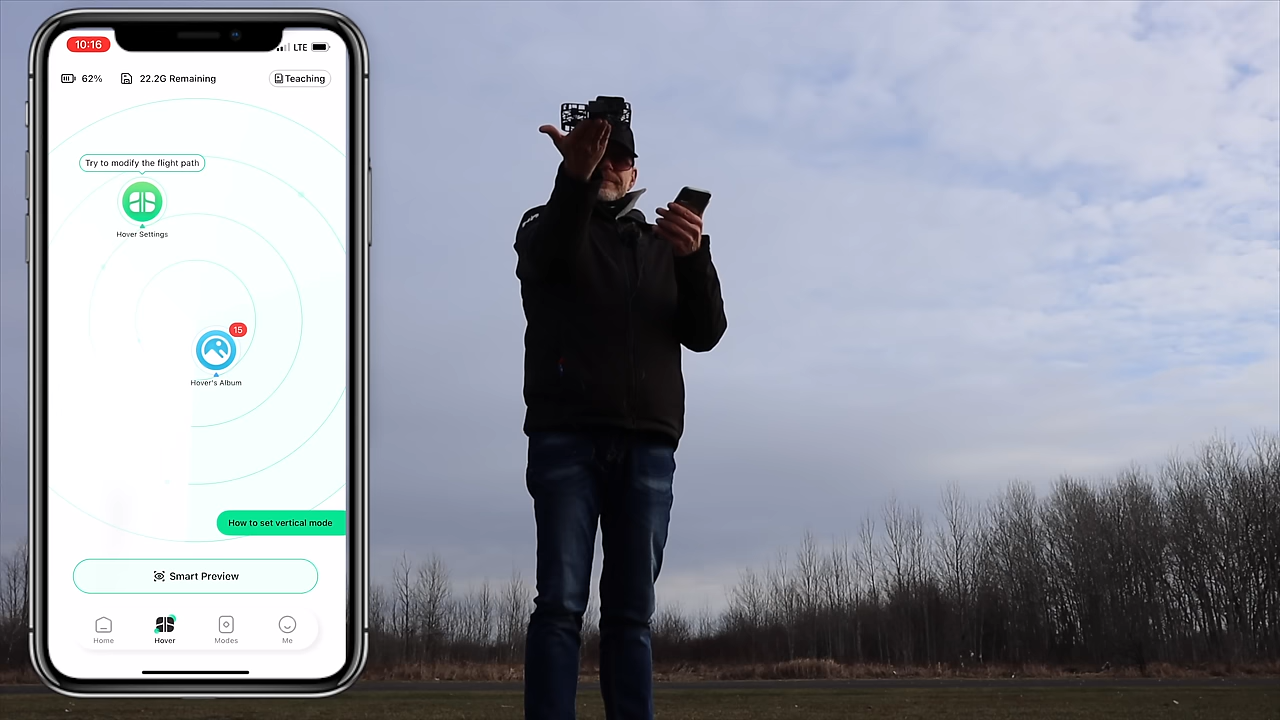 10:16
LTE
62%
22.2G Remaining
Teaching
Try to modify the flight path
Hover Settings
15
Hover's Album
How to set vertical mode
Smart Preview
Home
Hover
Modes
Me